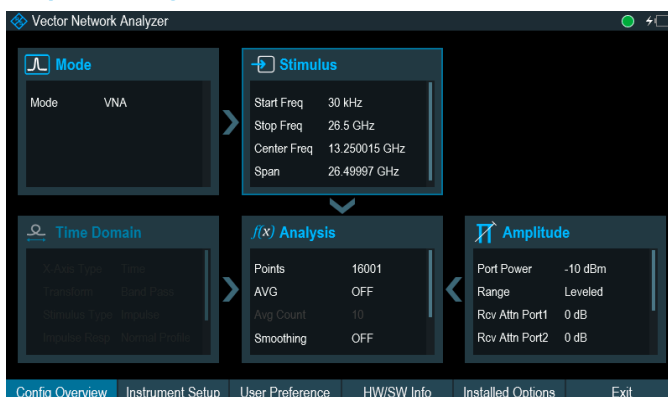 Vector Network Analyzer
Mode
Mode VNA
Stimulus
Start Freq 30 kHz
Stop Freq 26.5 GHz
Center Freq 13.250015 GHz
Span 26.49997 GHz
Time Domain
X-Axis Type Time
Transform Band Pass
Stimulus Type Impulse
Impulse Resp Normal Profile
f(x) Analysis
Points 16001
AVG OFF
Avg Count 10
Smoothing OFF
Amplitude
Port Power -10 dBm
Range Leveled
Rcv Attn Port1 0 dB
Rcv Attn Port2 0 dB
Config Overview Instrument Setup User Preference HW/SW Info Installed Options Exit